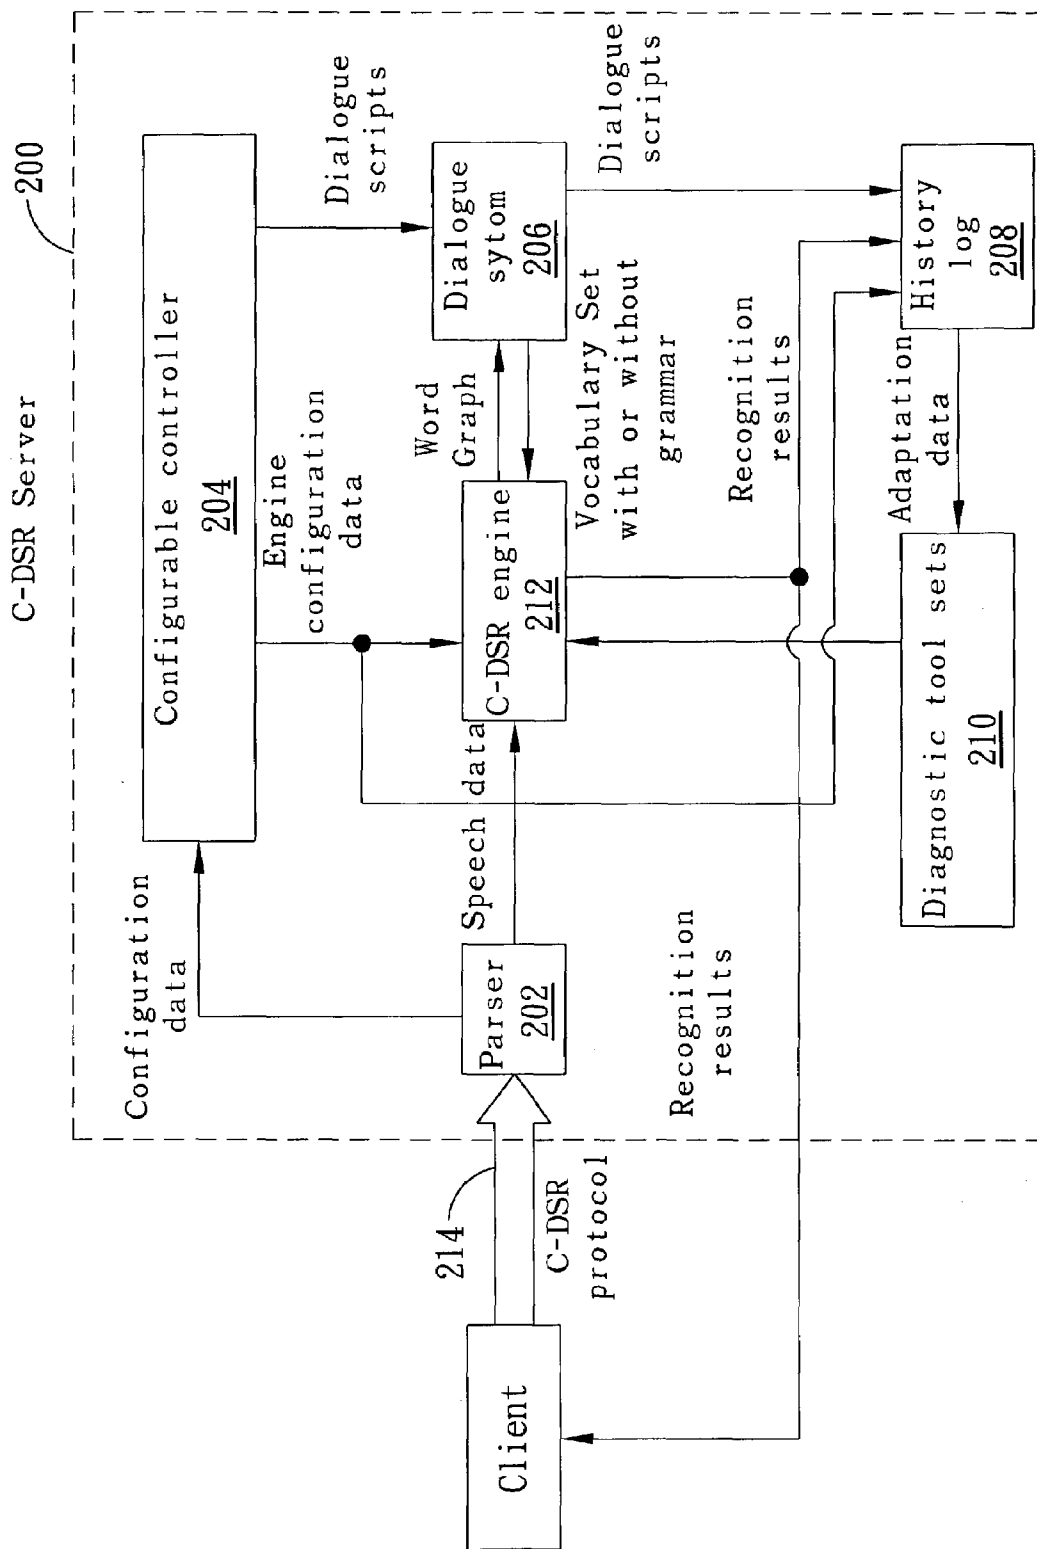 C-DSR Server
200
Configurable controller
204
Configuration
data
Engine
configuration
data
Dialogue
scripts
Client
214
C-DSR
protocol
Parser
202
Speech data
C-DSR engine
212
Word
Graph
Vocabulary Set
with or without
grammar
Dialogue
sytom
206
Dialogue
scripts
Recognition
results
Recognition
results
Diagnostic tool sets
210
Adaptation
data
History
log
208